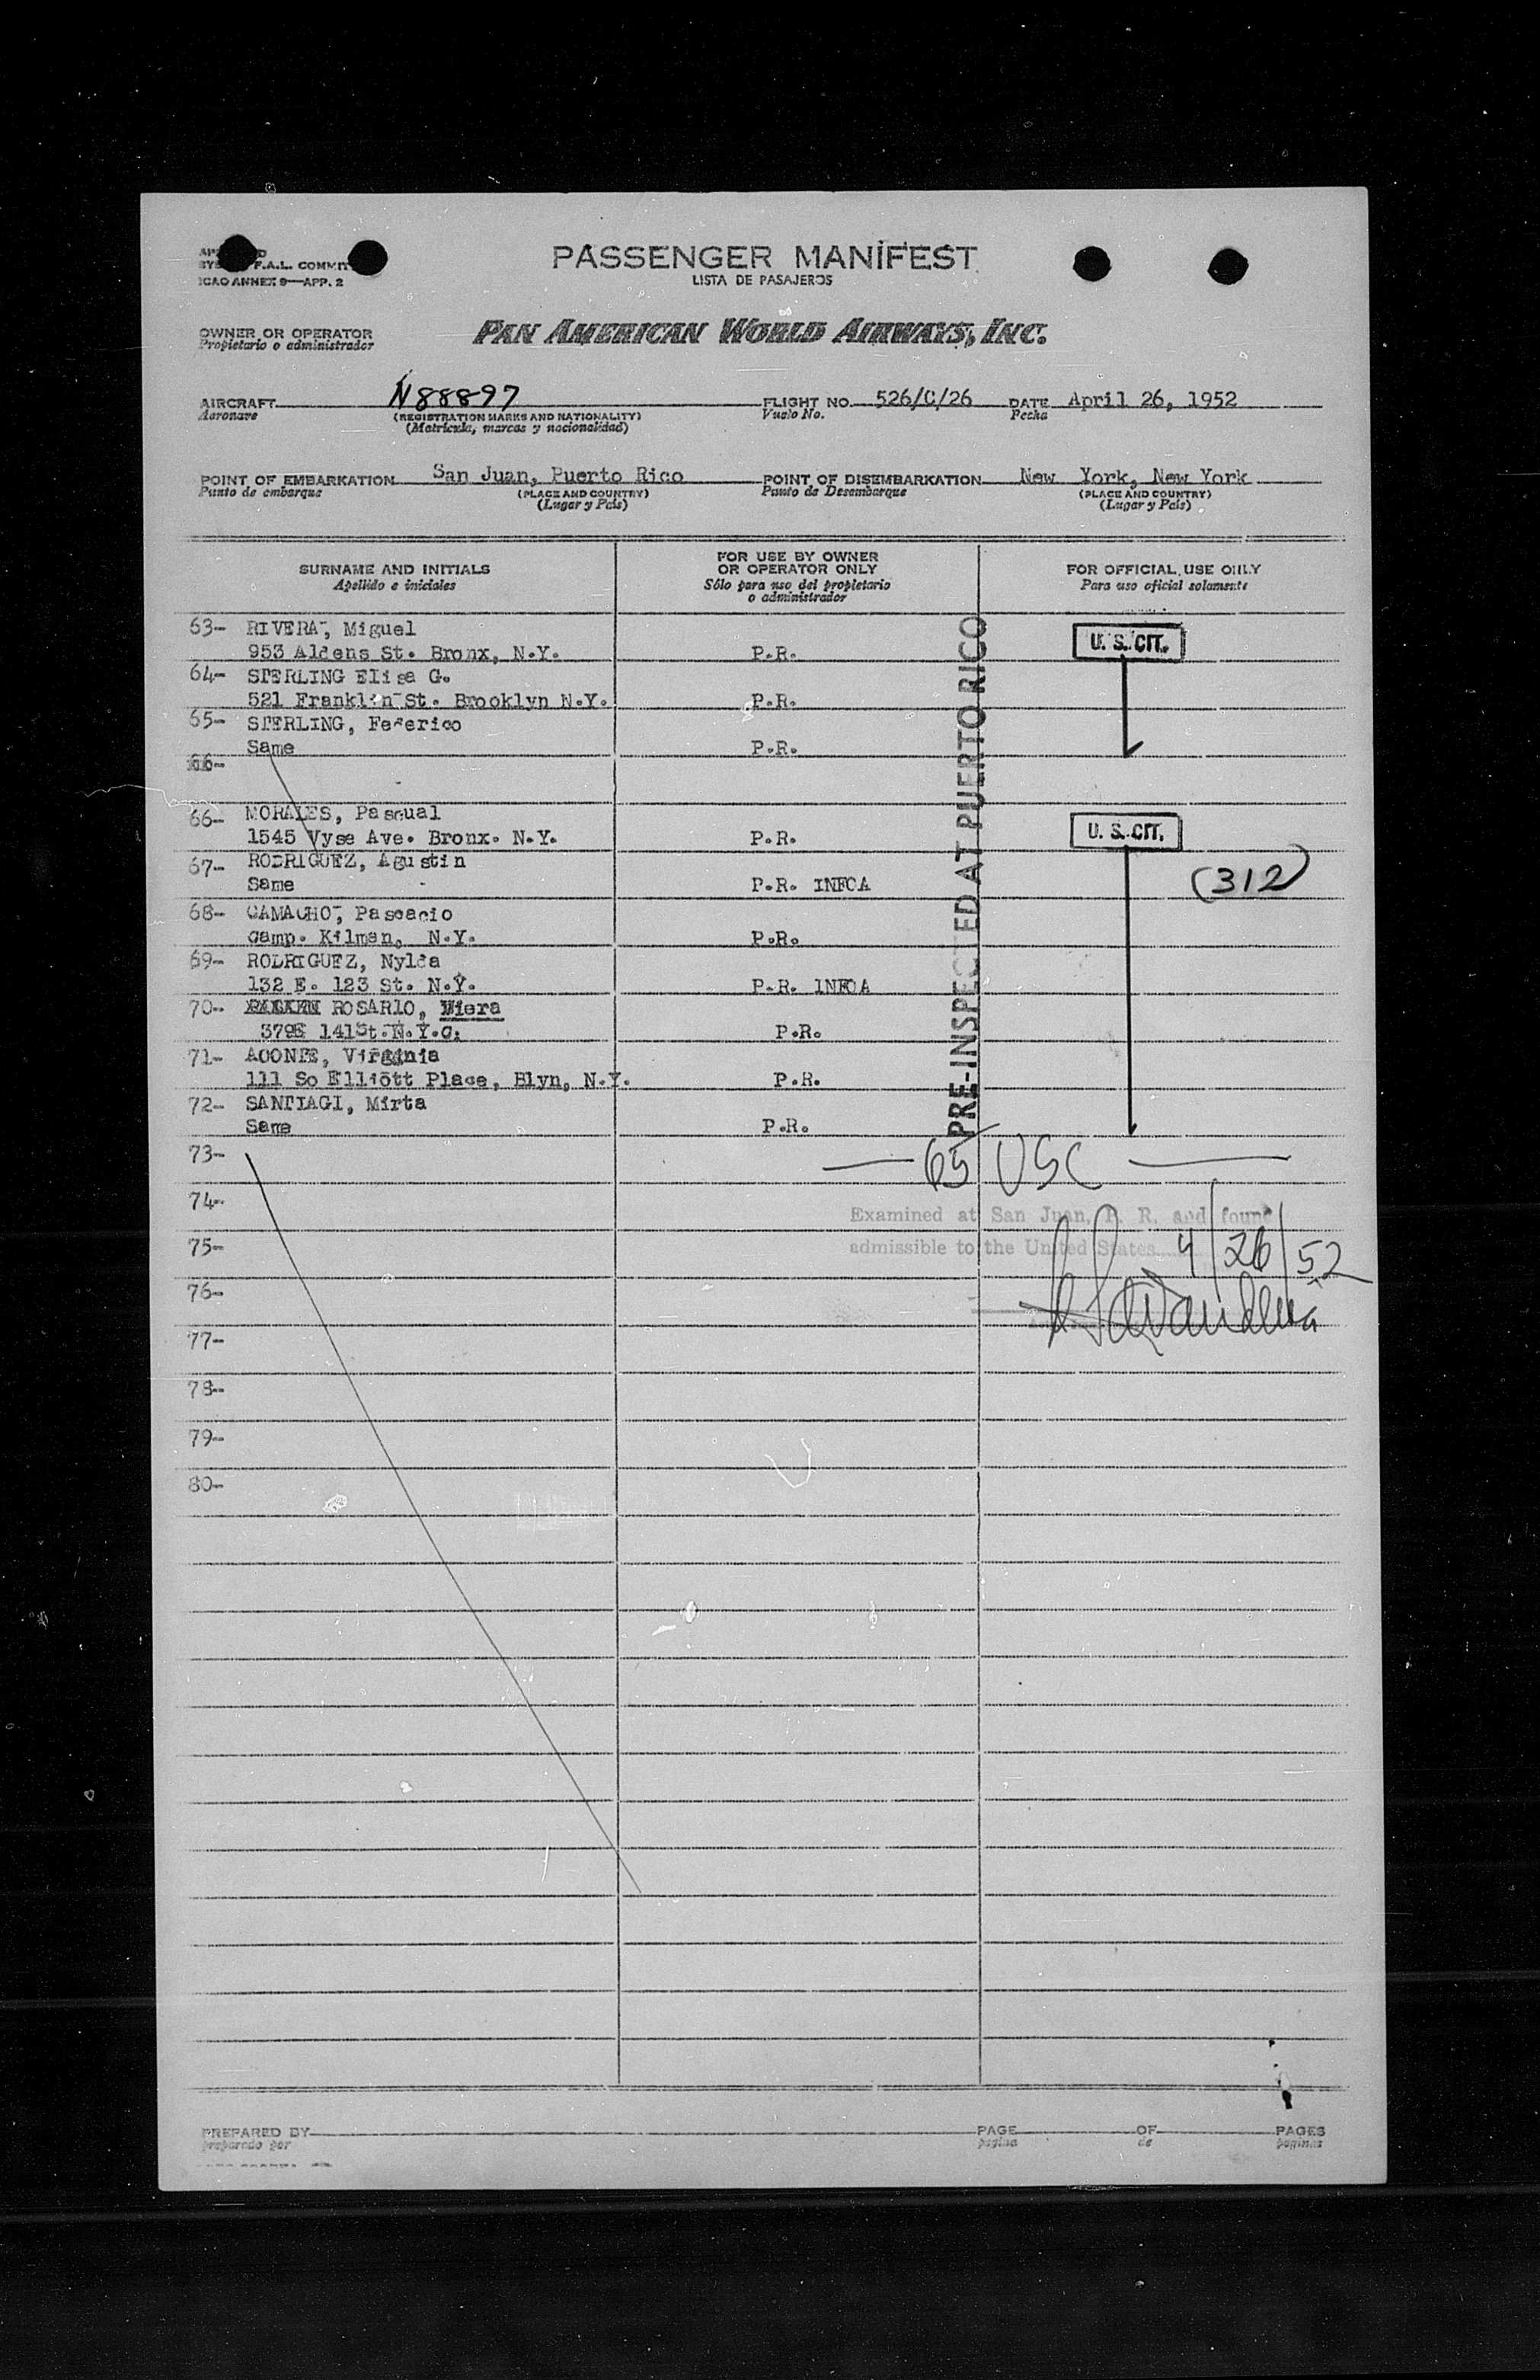 PASSENGER MANIFEST
LISTA DE PASAJEROS
F.A.L.
ICAO ANNEX 9—APP. 2
OWNER OR OPERATOR
Propietario o administrador
PAN AMERICAN WORLD AIRWAYS, INC.
AIRCRAFT N88897 FLIGHT NO. 526/C/26 DATE April 26, 1952
Aeronave (REGISTRATION MARKS AND NATIONALITY) Vuelo No. Fecha
(Matricula, marcas y nacionalidad)
POINT OF EMBARKATION San Juan, Puerto Rico POINT OF DISEMBARKATION New York, New York
Punto de embarque (PLACE AND COUNTRY) Punto de Desembarque (PLACE AND COUNTRY)
(Lugar y País) (Lugar y País)
SURNAME AND INITIALS FOR USE BY OWNER OR OPERATOR ONLY FOR OFFICIAL USE ONLY
Apellido e iniciales Sólo para uso del propietario o administrador Para uso oficial solamente
63- RIVERA, Miguel
953 Aldens St. Bronx, N.Y. P.R. U. S. CIT.
64- STERLING Elisa G.
521 Franklin St. Brooklyn N.Y. P.R.
65- STERLING, Federico
Same P.R.
66- MORALES, Pascual
1545 Vyse Ave. Bronx. N.Y. P.R. U. S. CIT.
67- RODRIGUEZ, Agustin
Same P.R. INFCA (312)
68- CAMACHO, Pascacio
Camp. Kilman, N.Y. P.R.
69- RODRIGUEZ, Nylda
132 E. 123 St. N.Y. P.R. INFOA
70- ROSARIO, Wiera
379E 141St. N.Y.C. P.R.
71- ACONTE, Virginia
111 So Elliott Place, Blyn, N.Y. P.R.
72- SANTIAGI, Mirta
Same P.R.
PRE-INSPECTED AT PUERTO RICO
73- 65 USC
74- Examined at San Juan, P. R. and found
75- admissible to the United States 4/26/52
76-
77-
78-
79-
80-
PREPARED BY PAGE OF PAGES
preparado por pagina de paginas